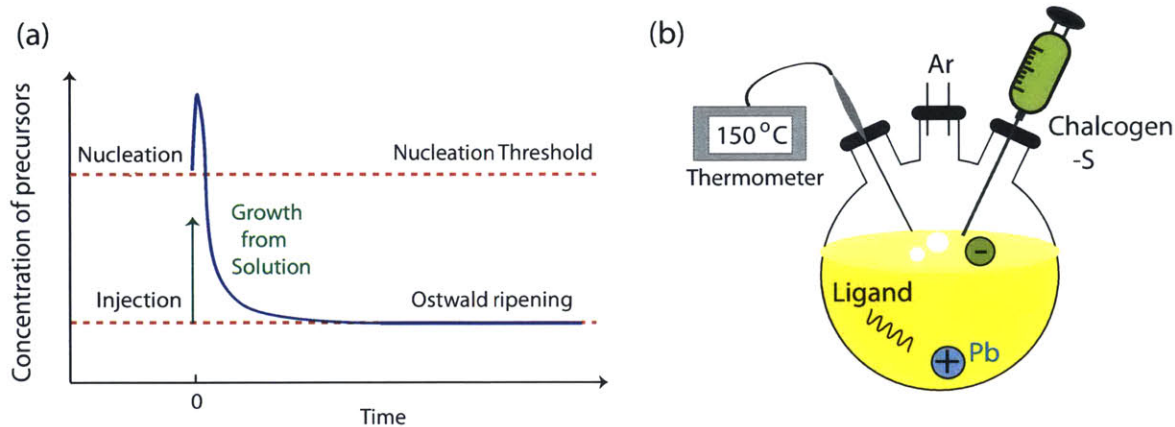 (a)
Concentration of precursors
Nucleation
Nucleation Threshold
Growth
from
Solution
Injection
Ostwald ripening
0
Time
(b)
Ar
150 °C
Thermometer
Chalcogen
-S
-
Ligand
+
Pb